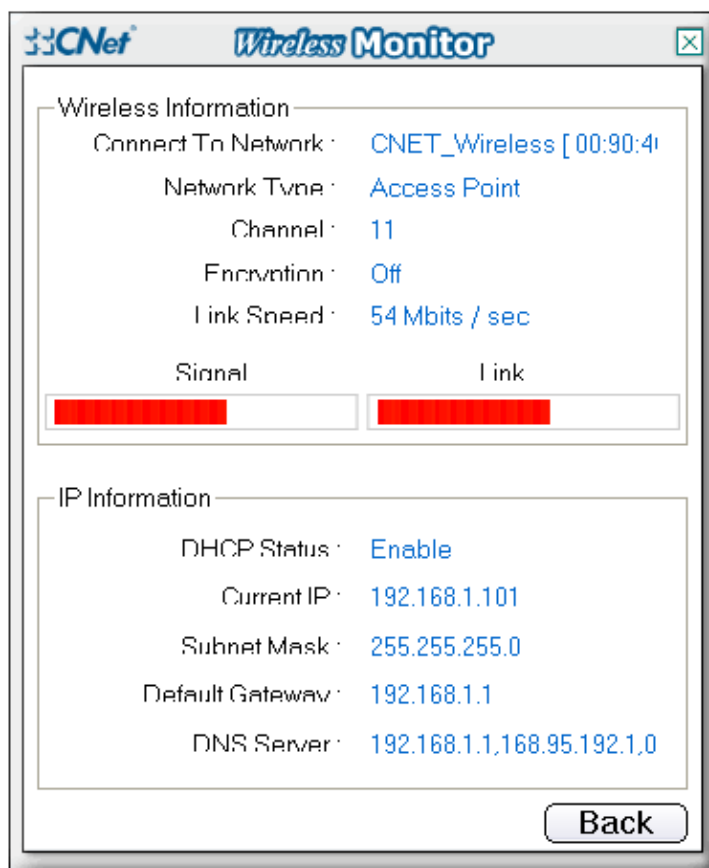 CNet Wireless Monitor
Wireless Information
Connect To Network : CNET_Wireless [ 00:90:4
Network Type : Access Point
Channel : 11
Encryption : Off
Link Speed : 54 Mbits / sec
Signal Link
IP Information
DHCP Status : Enable
Current IP : 192.168.1.101
Subnet Mask : 255.255.255.0
Default Gateway : 192.168.1.1
DNS Server : 192.168.1.1,168.95.192.1,0
Back